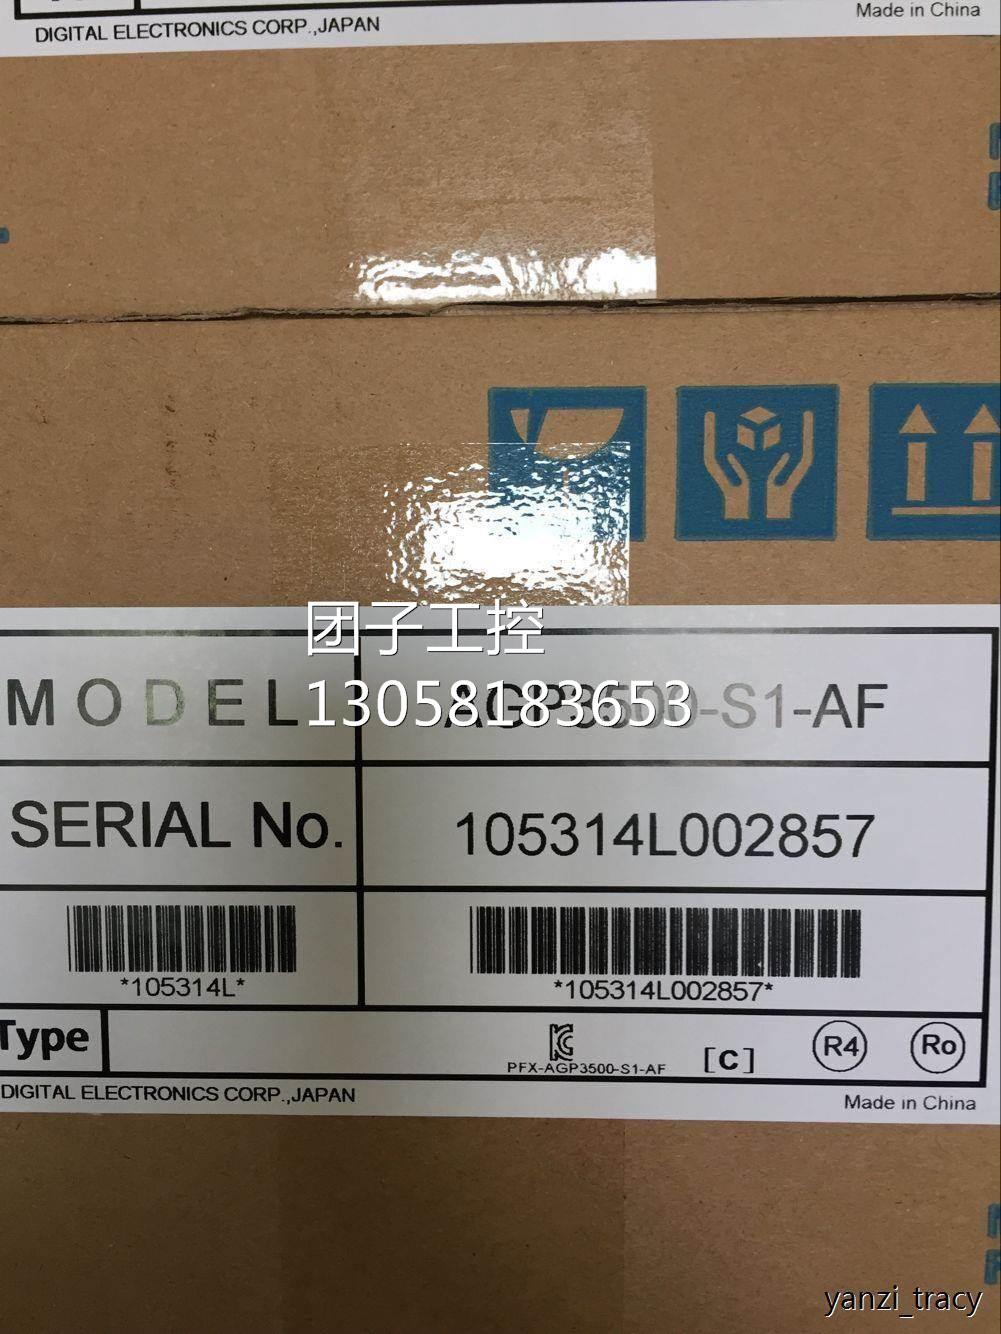 DIGITAL ELECTRONICS CORP.,JAPAN
Made in China
团子工控
MODEL
13058183653
AGP3500-S1-AF
SERIAL No.
105314L002857
*105314L*
*105314L002857*
Type
PFX-AGP3500-S1-AF
[C]
R4
Ro
DIGITAL ELECTRONICS CORP.,JAPAN
Made in China
yanzi_tracy